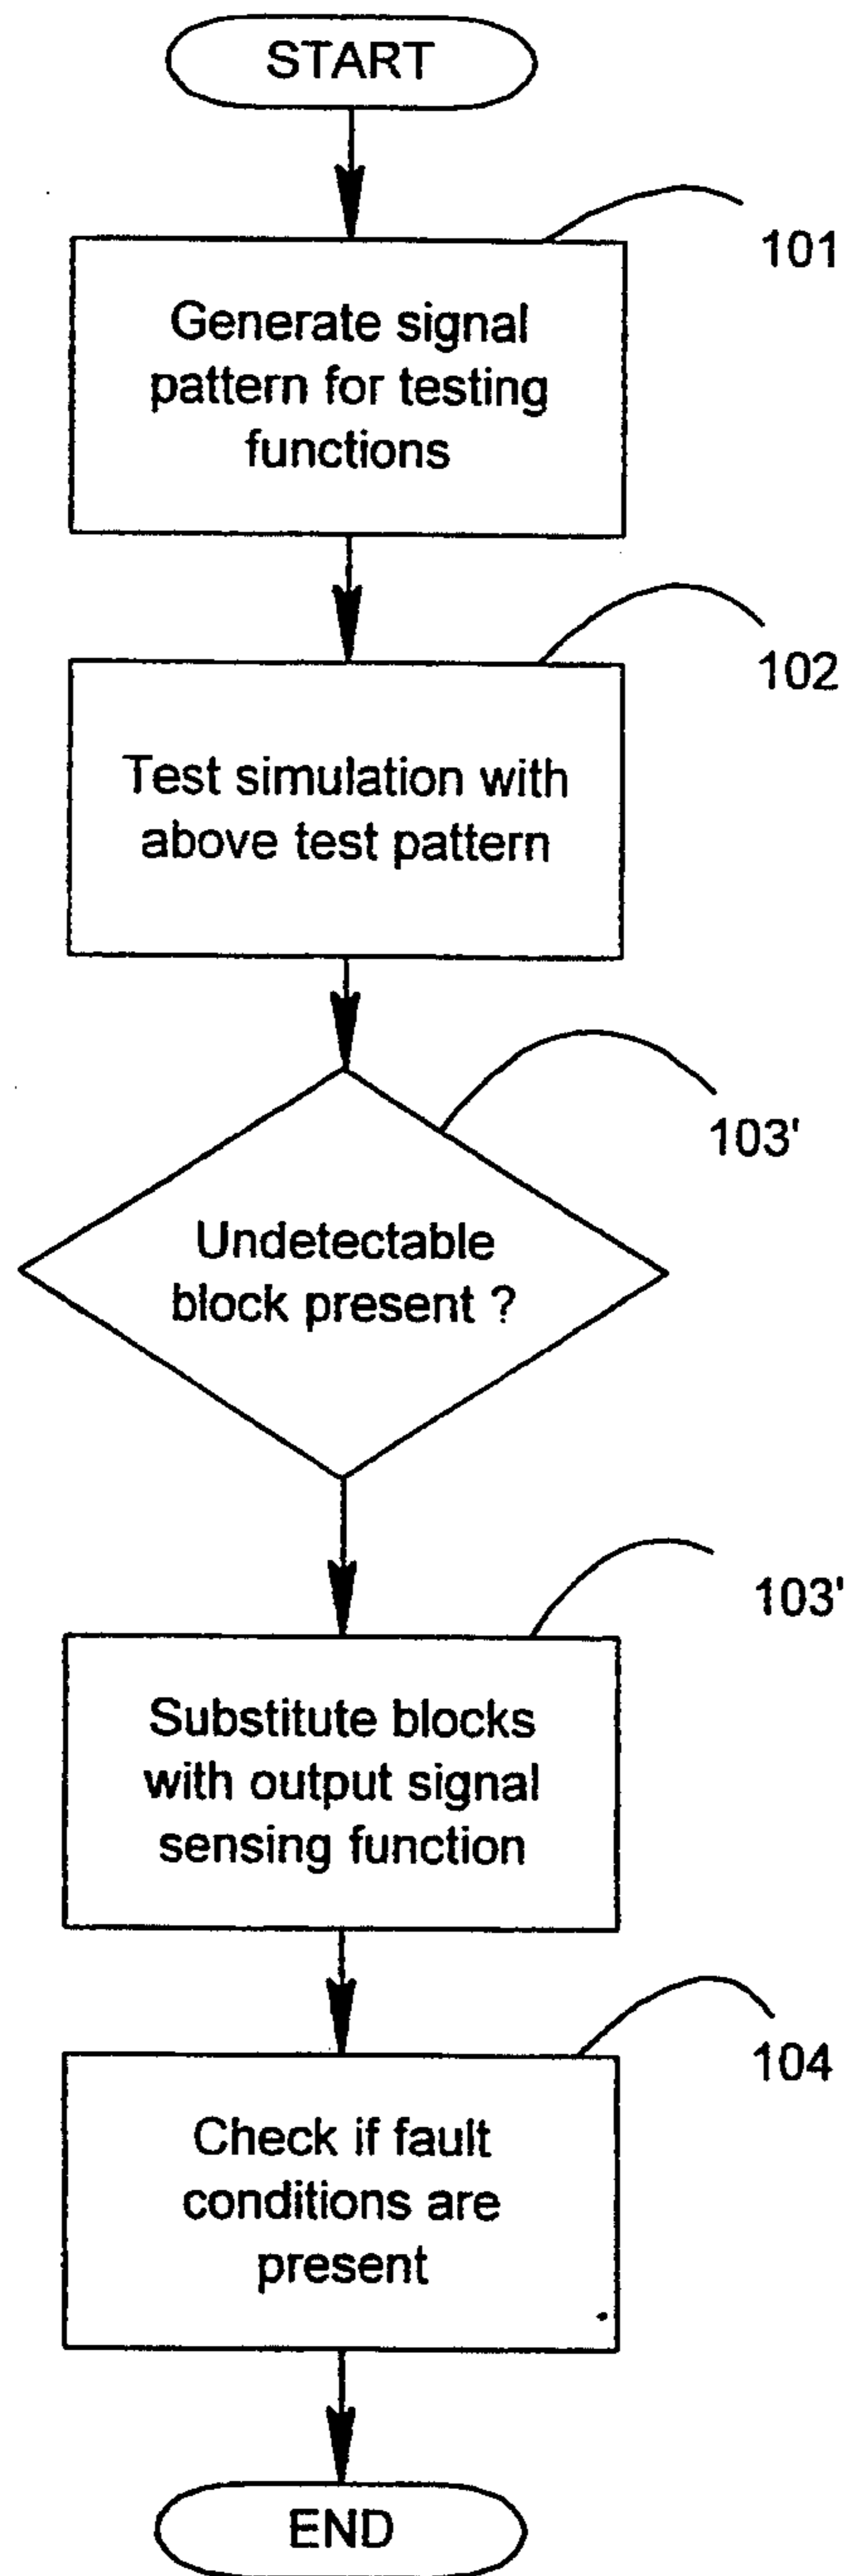 START
101
Generate signal
pattern for testing
functions
102
Test simulation with
above test pattern
103'
Undetectable
block present ?
103'
Substitute blocks
with output signal
sensing function
104
Check if fault
conditions are
present
END